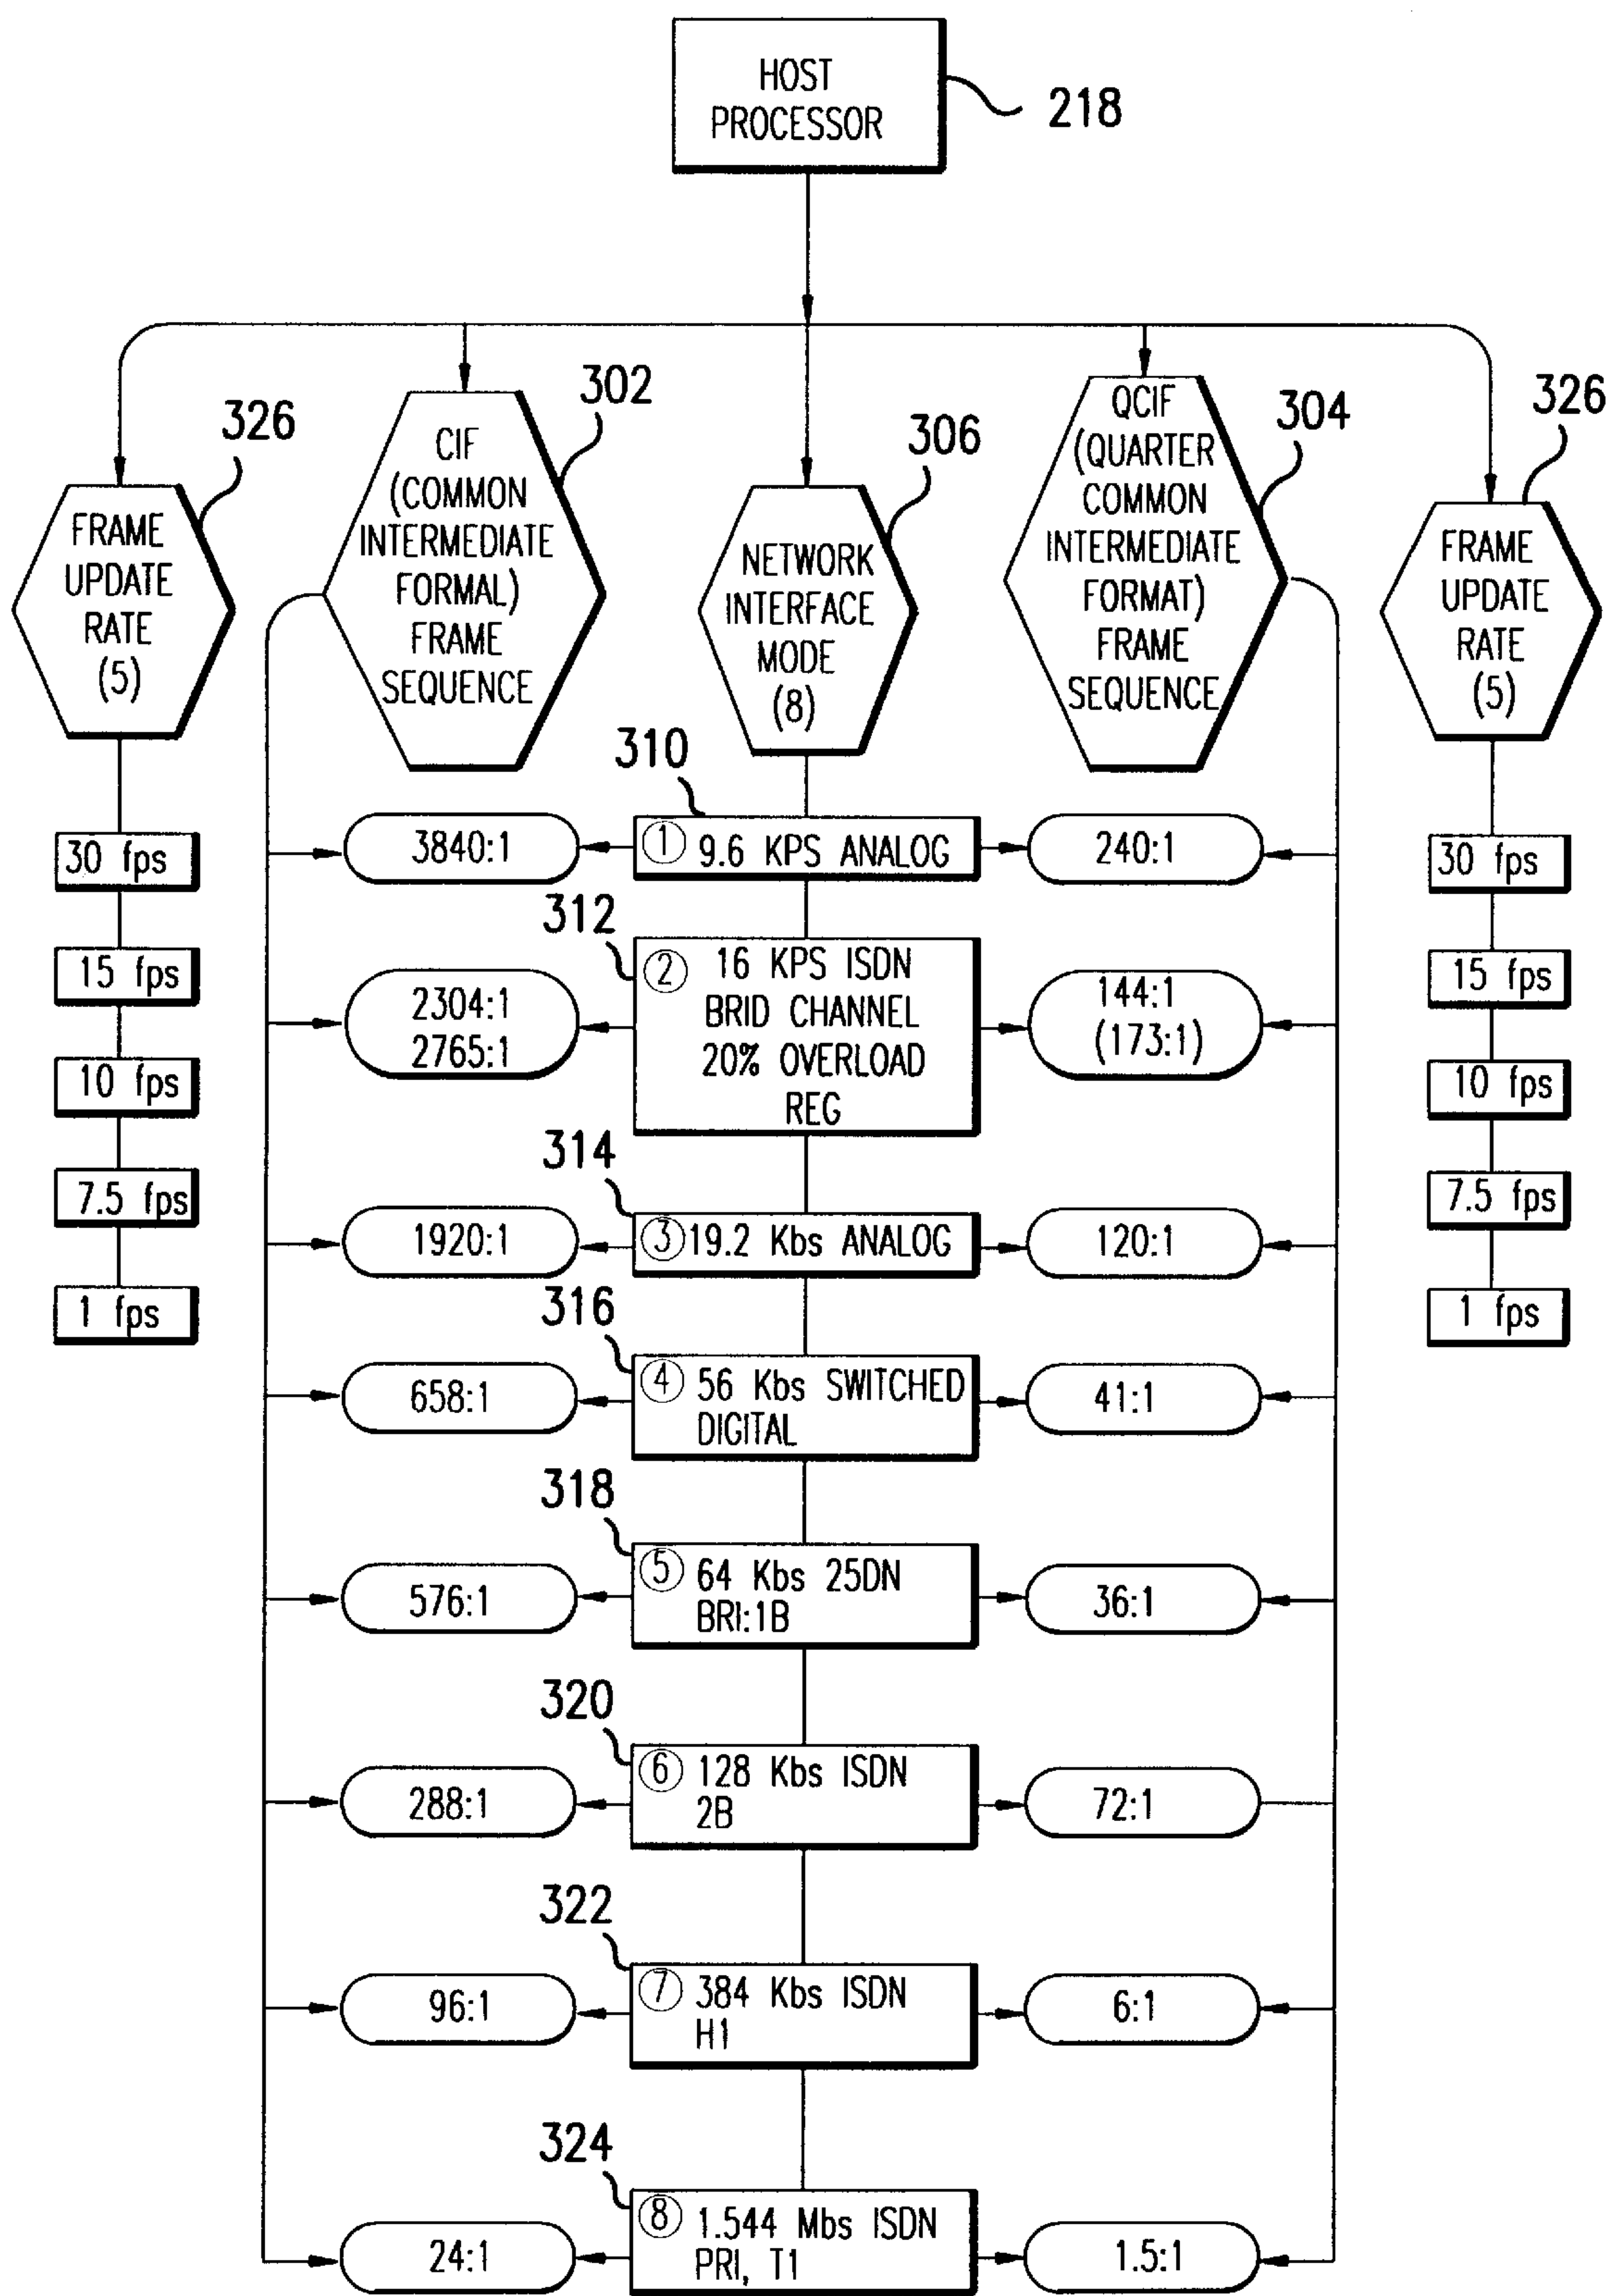 HOST
PROCESSOR
218
326
FRAME
UPDATE
RATE
(5)
302
CIF
(COMMON
INTERMEDIATE
FORMAL)
FRAME
SEQUENCE
306
NETWORK
INTERFACE
MODE
(8)
304
QCIF
(QUARTER
COMMON
INTERMEDIATE
FORMAT)
FRAME
SEQUENCE
326
FRAME
UPDATE
RATE
(5)
30 fps
15 fps
10 fps
7.5 fps
1 fps
310
3840:1
① 9.6 KPS ANALOG
240:1
312
2304:1
2765:1
② 16 KPS ISDN
BRID CHANNEL
20% OVERLOAD
REG
144:1
(173:1)
314
1920:1
③ 19.2 Kbs ANALOG
120:1
316
658:1
④ 56 Kbs SWITCHED
DIGITAL
41:1
318
576:1
⑤ 64 Kbs 25DN
BRI:1B
36:1
320
288:1
⑥ 128 Kbs ISDN
2B
72:1
322
96:1
⑦ 384 Kbs ISDN
H1
6:1
324
24:1
⑧ 1.544 Mbs ISDN
PRI, T1
1.5:1
30 fps
15 fps
10 fps
7.5 fps
1 fps